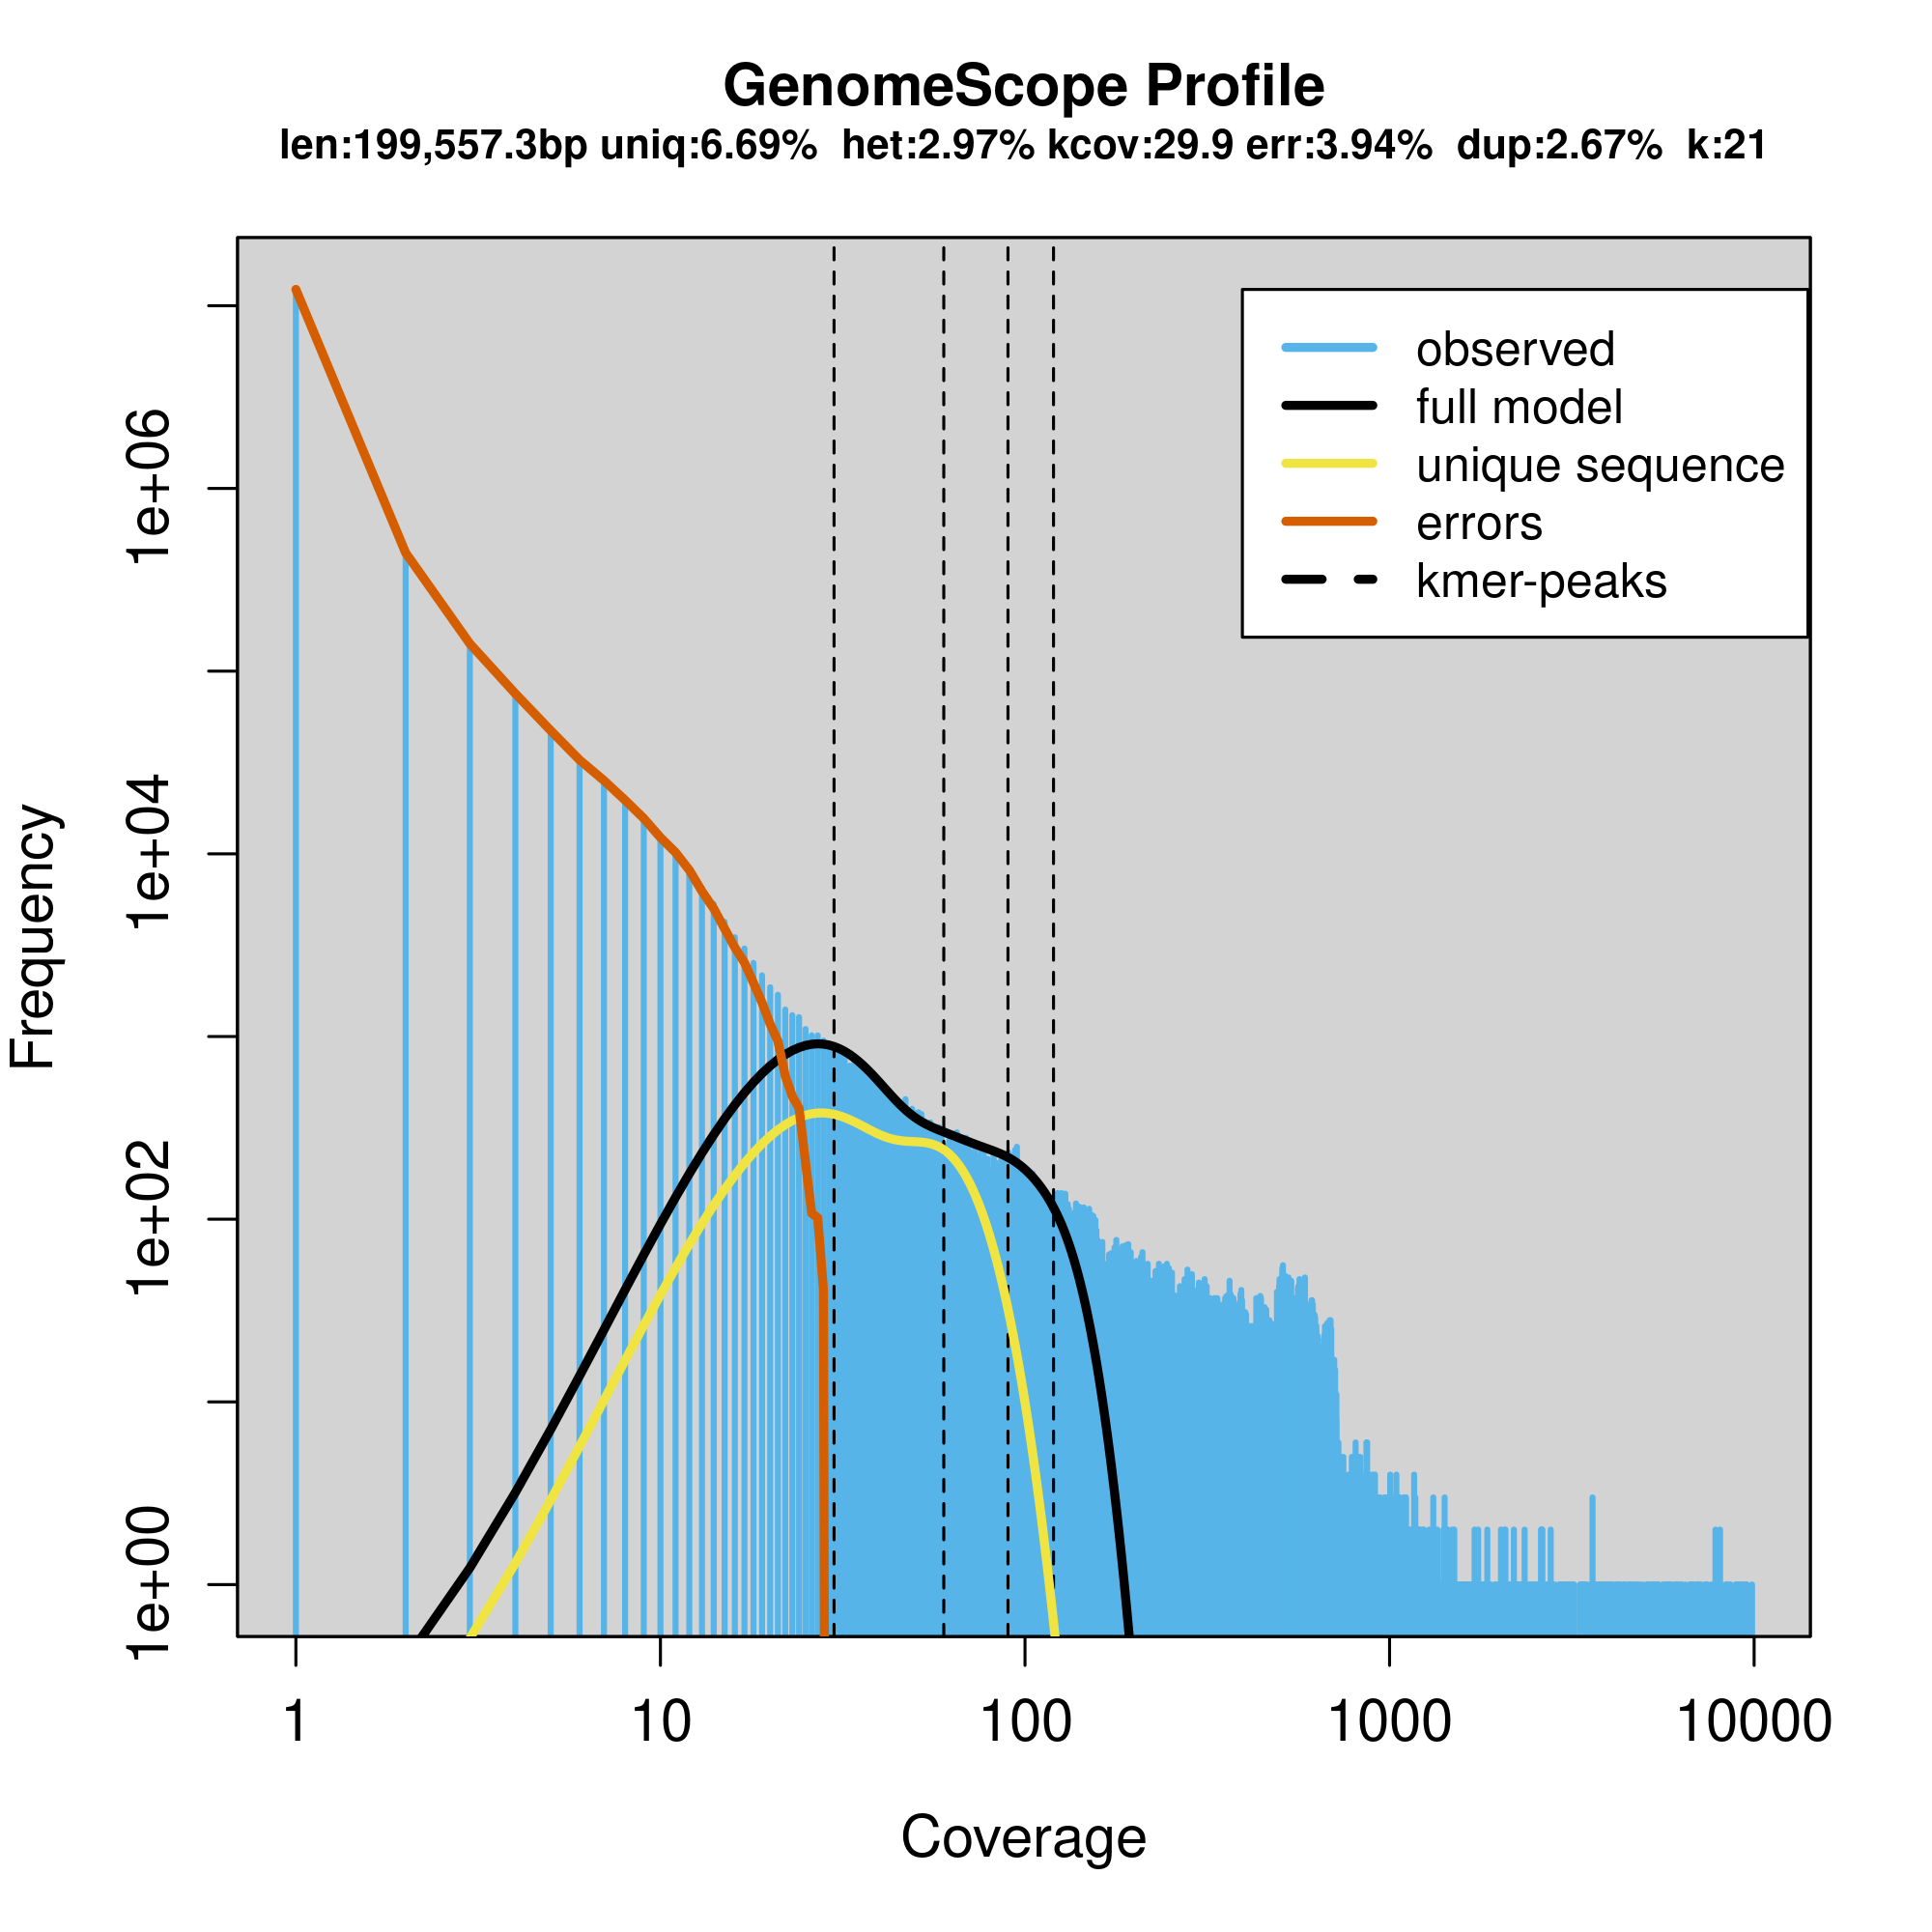 GenomeScope Profile
len:199,557.3bp uniq:6.69% het:2.97% kcov:29.9 err:3.94% dup:2.67% k:21
observed
full model
unique sequence
errors
kmer-peaks
Frequency
1e+06
1e+04
1e+02
1e+00
1 10 100 1000 10000
Coverage